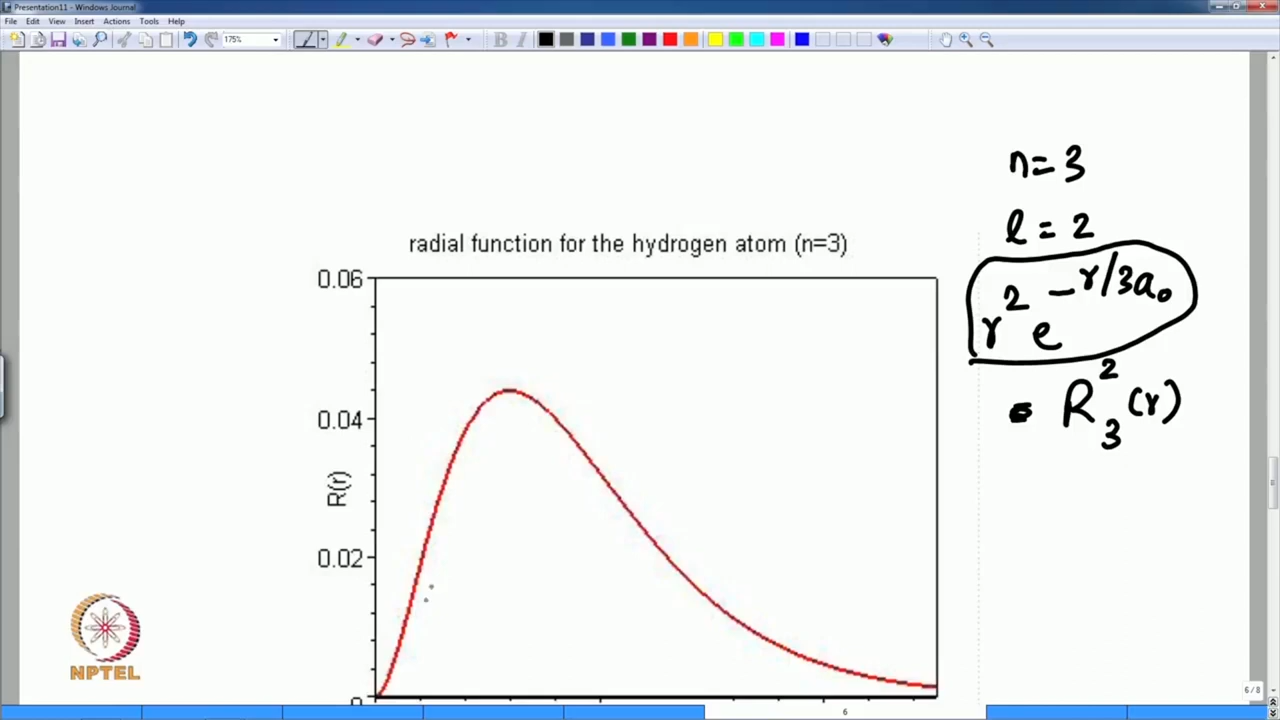 Presentation11 - Windows Journal
File Edit View Insert Actions Tools Help
175%
B I
n = 3
l = 2
r² e^-r/3a₀
= R₃²(r)
radial function for the hydrogen atom (n=3)
0.06
0.04
R(r)
0.02
0
NPTEL
6/8
6